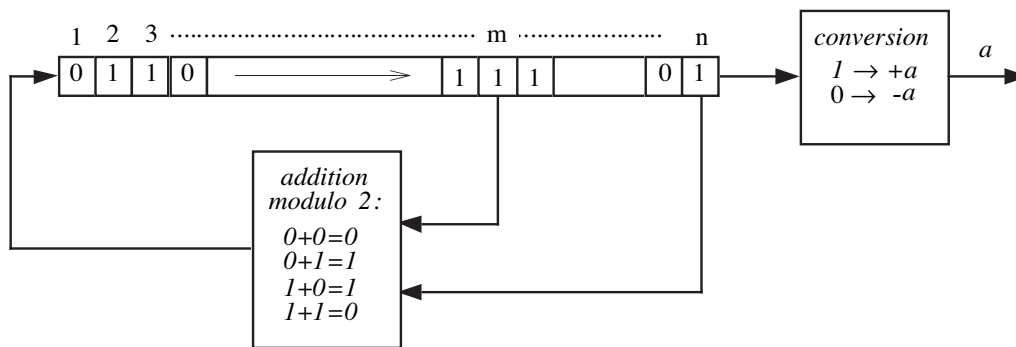 1 2 3 ........................................ m .................... n
0 1 1 0 1 1 1 0 1
conversion
1 → +a
0 → -a
a
addition
modulo 2:
0+0=0
0+1=1
1+0=1
1+1=0